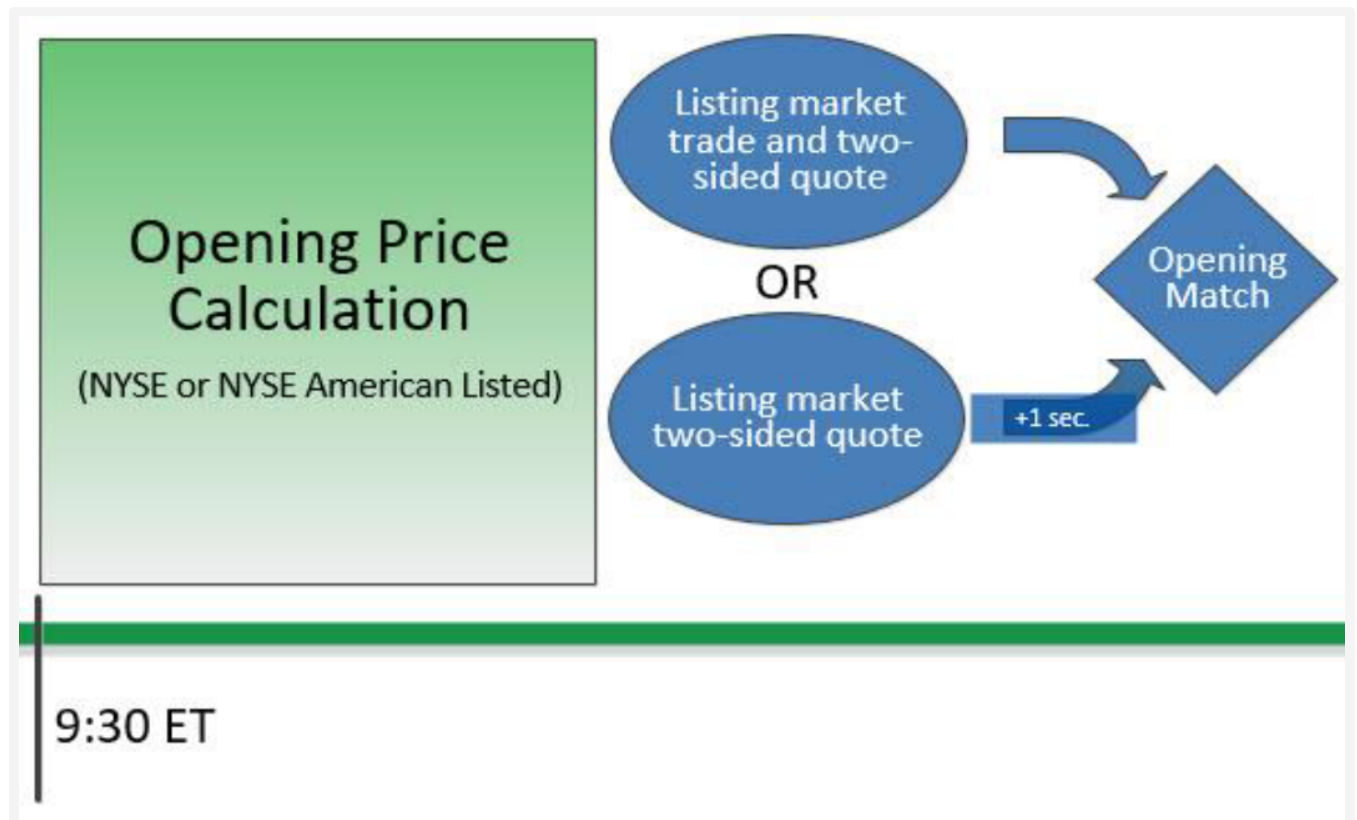 Opening Price
Calculation
(NYSE or NYSE American Listed)
Listing market
trade and two-
sided quote
OR
Listing market
two-sided quote
+1 sec.
Opening
Match
9:30 ET